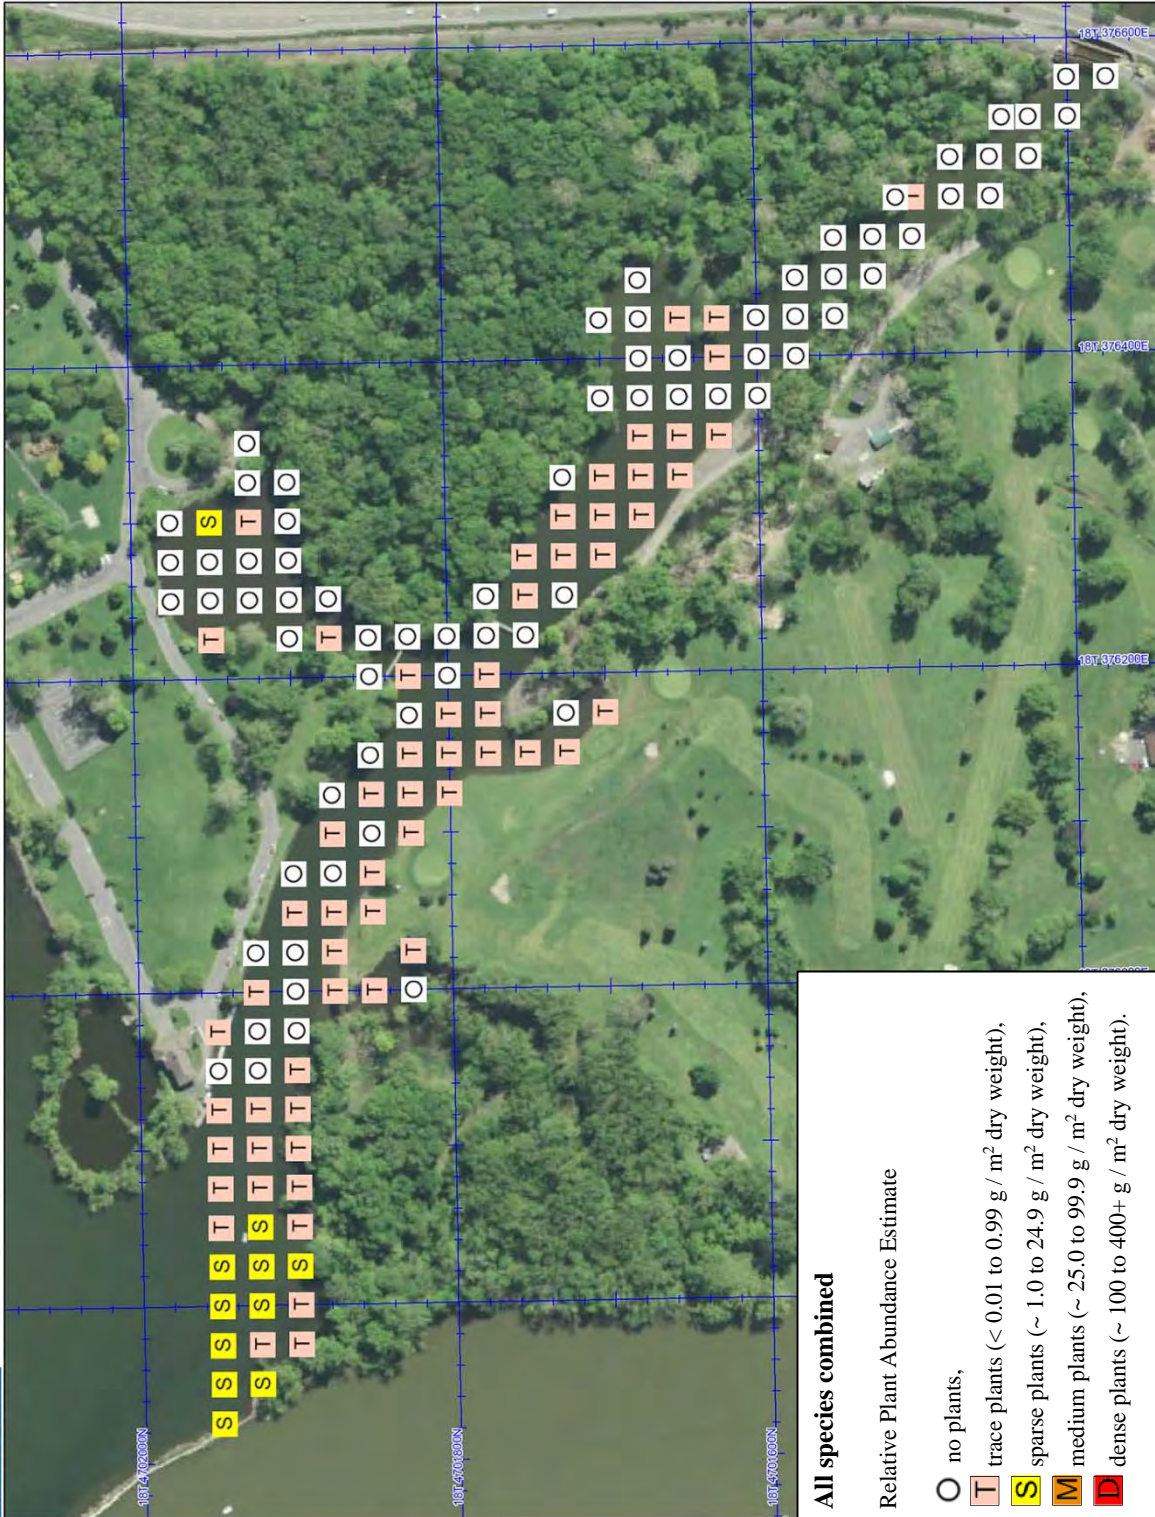 All species combined
Relative Plant Abundance Estimate
O no plants,
T trace plants (< 0.01 to 0.99 g / m² dry weight),
S sparse plants (~ 1.0 to 24.9 g / m² dry weight),
M medium plants (~ 25.0 to 99.9 g / m² dry weight),
D dense plants (~ 100 to 400+ g / m² dry weight).
18T 4702000N
18T 4701800N
18T 4701600N
18T 376200E
18T 376400E
18T 376600E